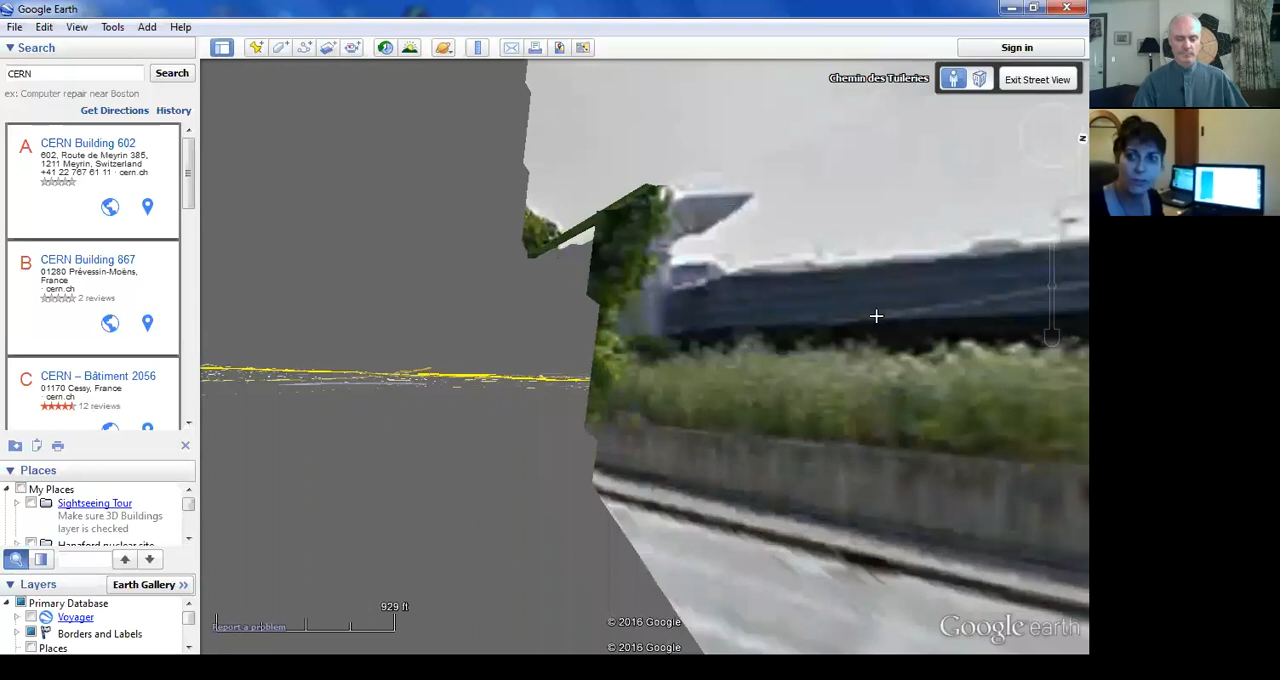 Google Earth
File Edit View Tools Add Help
Search
Sign in
CERN
Search
ex: Computer repair near Boston
Get Directions History
A CERN Building 602
602, Route de Meyrin 385,
1211 Meyrin, Switzerland
+41 22 767 61 11 · cern.ch
B CERN Building 867
01280 Prévessin-Moëns,
France
· cern.ch
2 reviews
C CERN – Bâtiment 2056
01170 Cessy, France
· cern.ch
12 reviews
Places
My Places
Sightseeing Tour
Make sure 3D Buildings
layer is checked
Hanaford nuclear site
Layers
Earth Gallery »
Primary Database
Voyager
Borders and Labels
Places
Chemin des Tuileries
Exit Street View
N
929 ft
Report a problem
© 2016 Google
© 2016 Google
Google earth